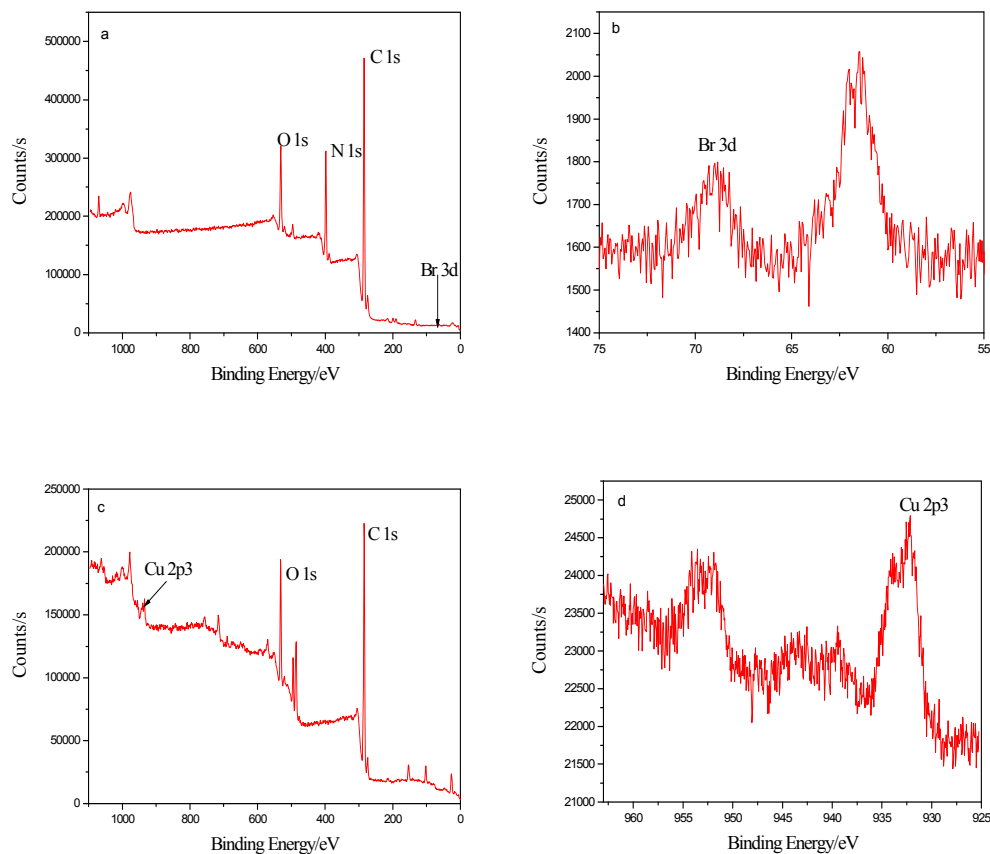 a
500000
400000
300000
200000
100000
0
Counts/s
C 1s
O 1s
N 1s
Br 3d
1000 800 600 400 200 0
Binding Energy/eV
b
2100
2000
1900
1800
1700
1600
1500
1400
Counts/s
Br 3d
75 70 65 60 55
Binding Energy/eV
c
250000
200000
150000
100000
50000
0
Counts/s
C 1s
Cu 2p3
O 1s
1000 800 600 400 200 0
Binding Energy/eV
d
25000
24500
24000
23500
23000
22500
22000
21500
21000
Counts/s
Cu 2p3
960 955 950 945 940 935 930 925
Binding Energy/eV